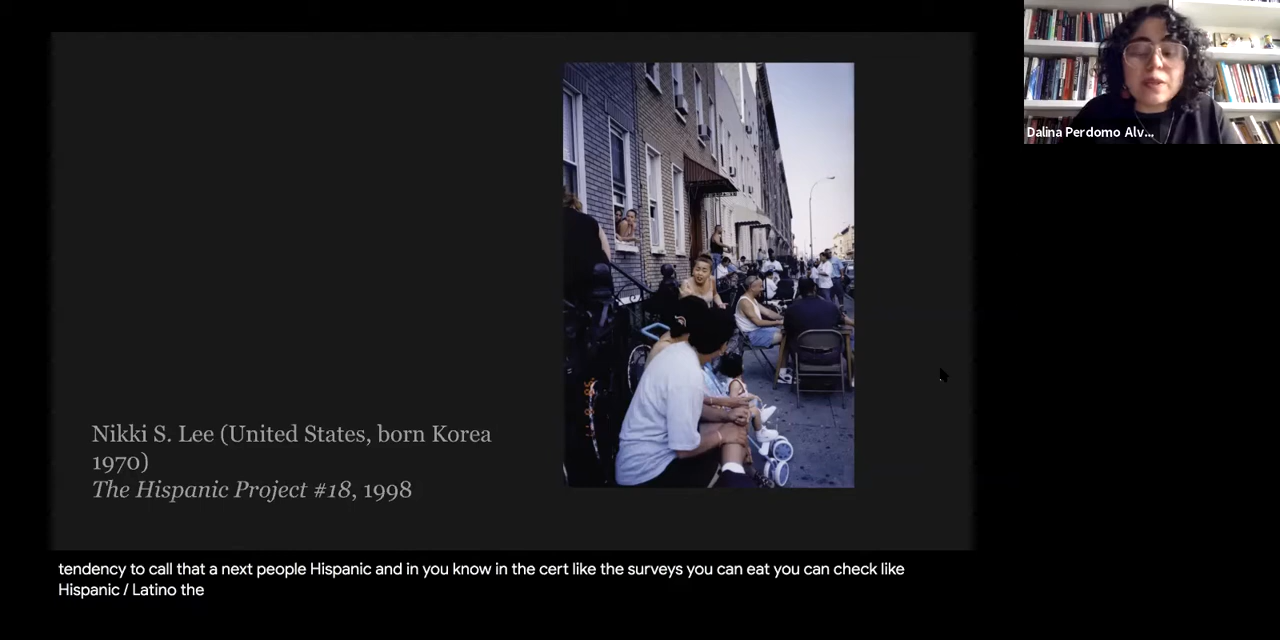 Dalina Perdomo Alv...
Nikki S. Lee (United States, born Korea
1970)
The Hispanic Project #18, 1998
tendency to call that a next people Hispanic and in you know in the cert like the surveys you can eat you can check like
Hispanic / Latino the